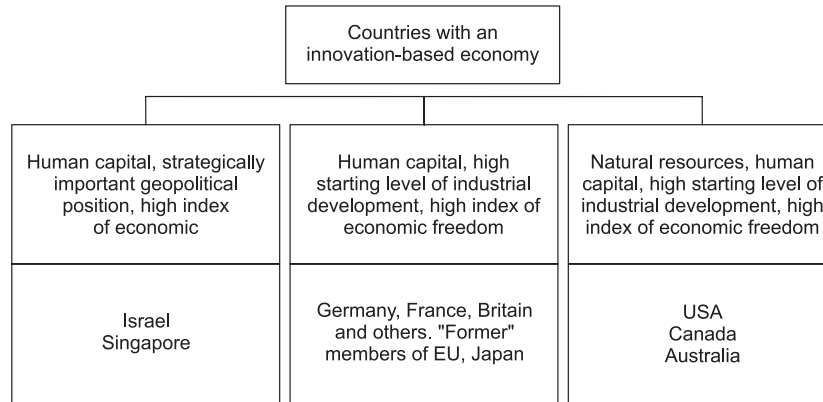 Countries with an
innovation-based economy
Human capital, strategically
important geopolitical
position, high index
of economic
Human capital, high
starting level of industrial
development, high index of
economic freedom
Natural resources, human
capital, high starting level of
industrial development, high
index of economic freedom
Israel
Singapore
Germany, France, Britain
and others. "Former"
members of EU, Japan
USA
Canada
Australia